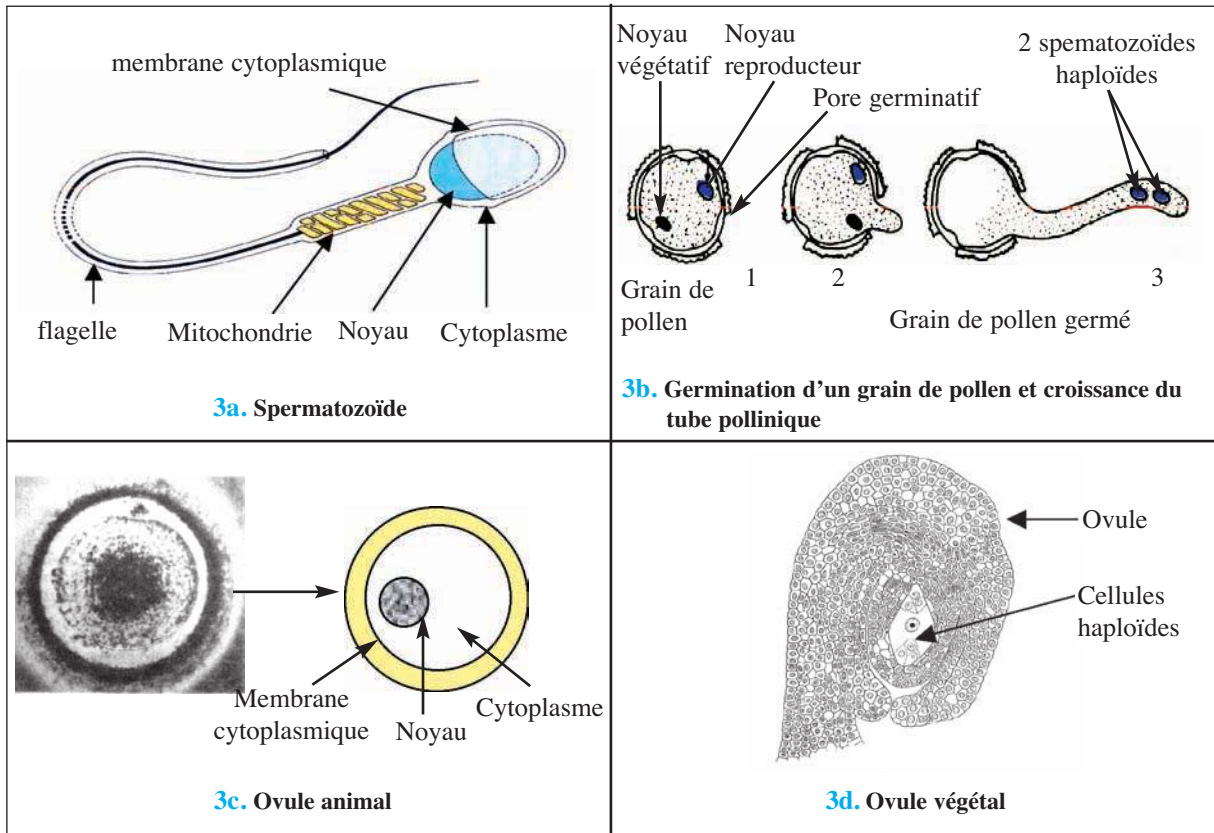 membrane cytoplasmique
flagelle
Mitochondrie
Noyau
Cytoplasme
3a. Spermatozoïde
Noyau
végétatif
Noyau
reproducteur
2 spematozoïdes
haploïdes
Pore germinatif
Grain de
pollen
1
2
3
Grain de pollen germé
3b. Germination d'un grain de pollen et croissance du
tube pollinique
Membrane
cytoplasmique
Noyau
Cytoplasme
3c. Ovule animal
Ovule
Cellules
haploïdes
3d. Ovule végétal